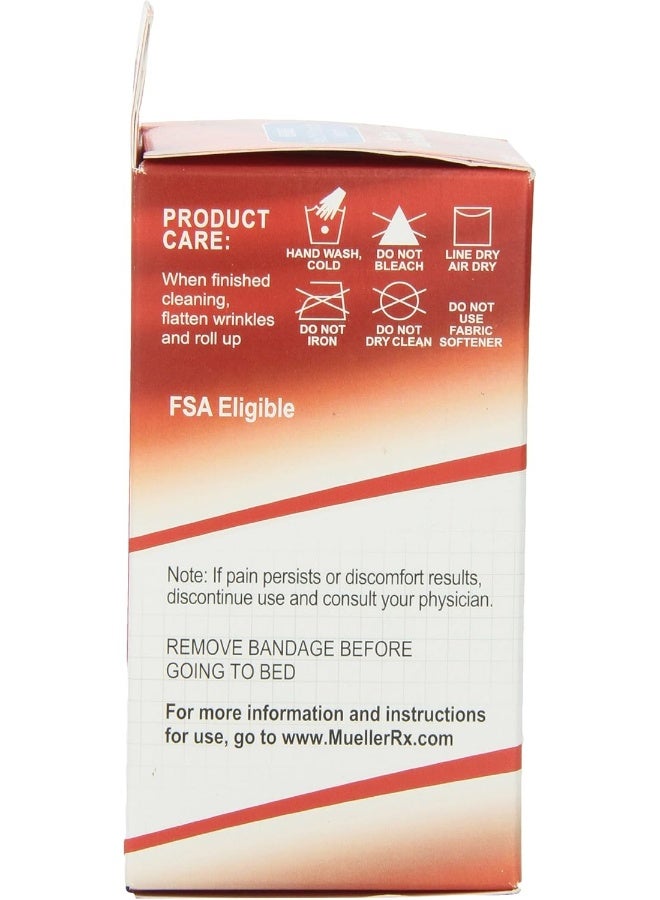 PRODUCT
CARE:
When finished
cleaning,
flatten wrinkles
and roll up
HAND WASH,
COLD
DO NOT
BLEACH
LINE DRY
AIR DRY
DO NOT
IRON
DO NOT
DRY CLEAN
DO NOT
USE
FABRIC
SOFTENER
FSA Eligible
Note: If pain persists or discomfort results,
discontinue use and consult your physician.
REMOVE BANDAGE BEFORE
GOING TO BED
For more information and instructions
for use, go to www.MuellerRx.com